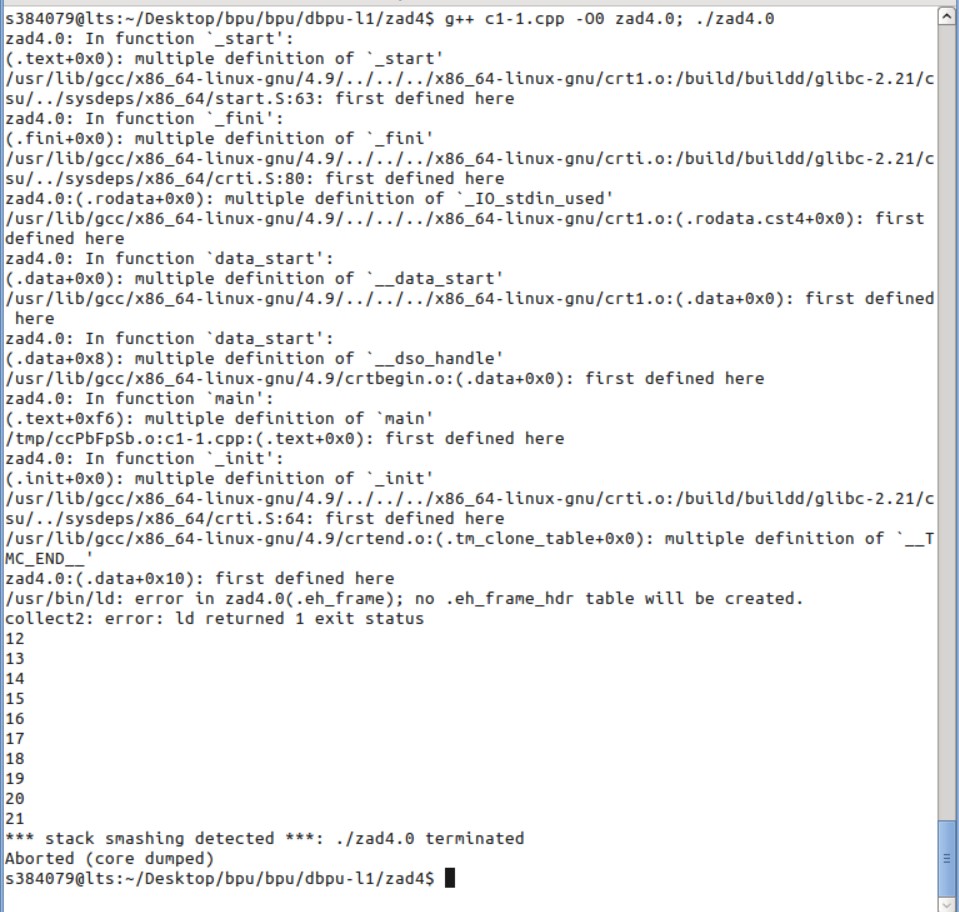 s384079@lts:~/Desktop/bpu/bpu/dbpu-l1/zad4$ g++ c1-1.cpp -O0 zad4.0; ./zad4.0
zad4.0: In function `_start':
(.text+0x0): multiple definition of `_start'
/usr/lib/gcc/x86_64-linux-gnu/4.9/../../../x86_64-linux-gnu/crt1.o:/build/buildd/glibc-2.21/c
su/../sysdeps/x86_64/start.S:63: first defined here
zad4.0: In function `_fini':
(.fini+0x0): multiple definition of `_fini'
/usr/lib/gcc/x86_64-linux-gnu/4.9/../../../x86_64-linux-gnu/crti.o:/build/buildd/glibc-2.21/c
su/../sysdeps/x86_64/crti.S:80: first defined here
zad4.0:(.rodata+0x0): multiple definition of `_IO_stdin_used'
/usr/lib/gcc/x86_64-linux-gnu/4.9/../../../x86_64-linux-gnu/crt1.o:(.rodata.cst4+0x0): first
defined here
zad4.0: In function `data_start':
(.data+0x0): multiple definition of `__data_start'
/usr/lib/gcc/x86_64-linux-gnu/4.9/../../../x86_64-linux-gnu/crt1.o:(.data+0x0): first defined
 here
zad4.0: In function `data_start':
(.data+0x8): multiple definition of `__dso_handle'
/usr/lib/gcc/x86_64-linux-gnu/4.9/crtbegin.o:(.data+0x0): first defined here
zad4.0: In function `main':
(.text+0xf6): multiple definition of `main'
/tmp/ccPbFpSb.o:c1-1.cpp:(.text+0x0): first defined here
zad4.0: In function `_init':
(.init+0x0): multiple definition of `_init'
/usr/lib/gcc/x86_64-linux-gnu/4.9/../../../x86_64-linux-gnu/crti.o:/build/buildd/glibc-2.21/c
su/../sysdeps/x86_64/crti.S:64: first defined here
/usr/lib/gcc/x86_64-linux-gnu/4.9/crtend.o:(.tm_clone_table+0x0): multiple definition of `__T
MC_END__'
zad4.0:(.data+0x10): first defined here
/usr/bin/ld: error in zad4.0(.eh_frame); no .eh_frame_hdr table will be created.
collect2: error: ld returned 1 exit status
12
13
14
15
16
17
18
19
20
21
*** stack smashing detected ***: ./zad4.0 terminated
Aborted (core dumped)
s384079@lts:~/Desktop/bpu/bpu/dbpu-l1/zad4$